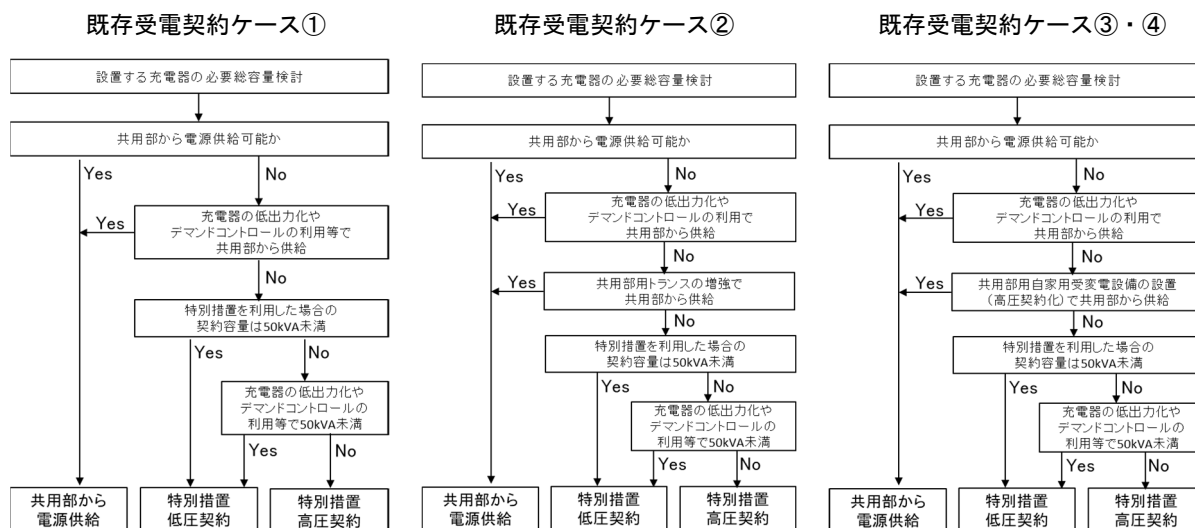 既存受電契約ケース①
設置する充電器の必要総容量検討
共用部から電源供給可能か
Yes
No
充電器の低出力化や
デマンドコントロールの利用等で
共用部から供給
Yes
No
特別措置を利用した場合の
契約容量は50kVA未満
Yes
No
充電器の低出力化や
デマンドコントロールの
利用等で50kVA未満
Yes
No
共用部から
電源供給
特別措置
低圧契約
特別措置
高圧契約
既存受電契約ケース②
設置する充電器の必要総容量検討
共用部から電源供給可能か
Yes
No
充電器の低出力化や
デマンドコントロールの利用で
共用部から供給
Yes
No
共用部用トランスの増強で
共用部から供給
Yes
No
特別措置を利用した場合の
契約容量は50kVA未満
Yes
No
充電器の低出力化や
デマンドコントロールの
利用等で50kVA未満
Yes
No
共用部から
電源供給
特別措置
低圧契約
特別措置
高圧契約
既存受電契約ケース③・④
設置する充電器の必要総容量検討
共用部から電源供給可能か
Yes
No
充電器の低出力化や
デマンドコントロールの利用で
共用部から供給
Yes
No
共用部用自家用受変電設備の設置
(高圧契約化)で共用部から供給
Yes
No
特別措置を利用した場合の
契約容量は50kVA未満
Yes
No
充電器の低出力化や
デマンドコントロールの
利用等で50kVA未満
Yes
No
共用部から
電源供給
特別措置
低圧契約
特別措置
高圧契約